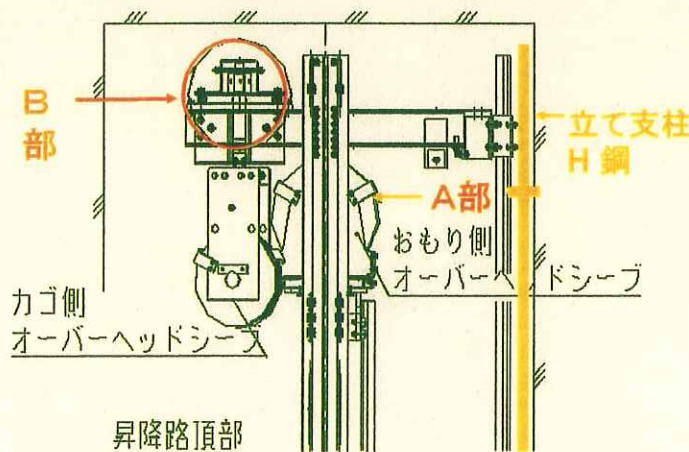 B
部
立て支柱
H 鋼
A部
おもり側
オーバーヘッドシーブ
カゴ側
オーバーヘッドシーブ
昇降路頂部